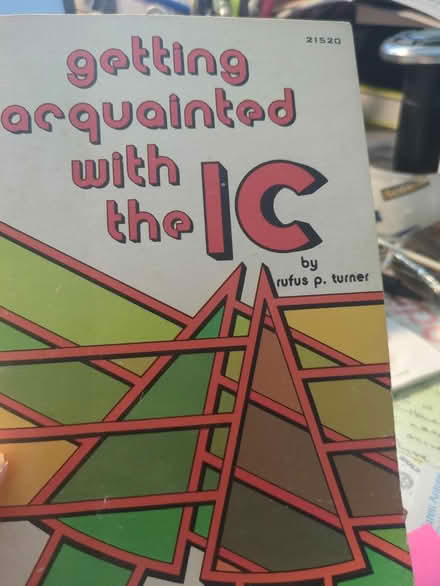 21520
getting
acquainted
with
the IC
by
rufus p. turner